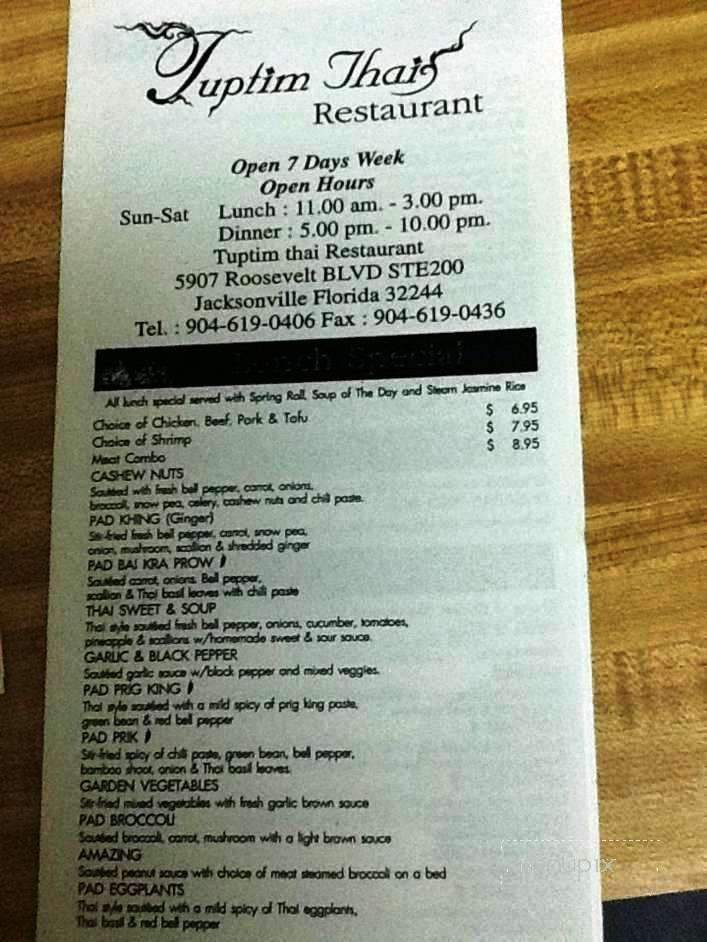 Tuptim Thai
Restaurant
Open 7 Days Week
Open Hours
Sun-Sat Lunch : 11.00 am. - 3.00 pm.
Dinner : 5.00 pm. - 10.00 pm.
Tuptim thai Restaurant
5907 Roosevelt BLVD STE200
Jacksonville Florida 32244
Tel. : 904-619-0406 Fax : 904-619-0436
Lunch Special
All lunch special served with Spring Roll, Soup of The Day and Steam Jasmine Rice
Choice of Chicken, Beef, Pork & Tofu $ 6.95
Choice of Shrimp $ 7.95
Meat Combo $ 8.95
CASHEW NUTS
Sautéed with fresh bell pepper, carrot, onions,
broccoli, snow pea, celery, cashew nuts and chili paste.
PAD KHING (Ginger)
Stir-fried fresh bell pepper, carrot, snow pea,
onion, mushroom, scallion & shredded ginger
PAD BAI KRA PROW
Sautéed carrot, onions, Bell pepper,
scallion & Thai basil leaves with chili paste
THAI SWEET & SOUP
Thai style sautéed fresh bell pepper, onions, cucumber, tomatoes,
pineapple & scallions w/homemade sweet & sour sauce.
GARLIC & BLACK PEPPER
Sautéed garlic sauce w/black pepper and mixed veggies.
PAD PRIG KING
Thai style sautéed with a mild spicy of prig king paste,
green bean & red bell pepper
PAD PRIK
Stir-fried spicy of chili paste, green bean, bell pepper,
bamboo shoot, onion & Thai basil leaves.
GARDEN VEGETABLES
Stir-fried mixed vegetables with fresh garlic brown sauce
PAD BROCCOLI
Sautéed broccoli, carrot, mushroom with a light brown sauce
AMAZING
Sautéed peanut sauce with choice of meat steamed broccoli on a bed
PAD EGGPLANTS
Thai style sautéed with a mild spicy of Thai eggplants,
Thai basil & red bell pepper